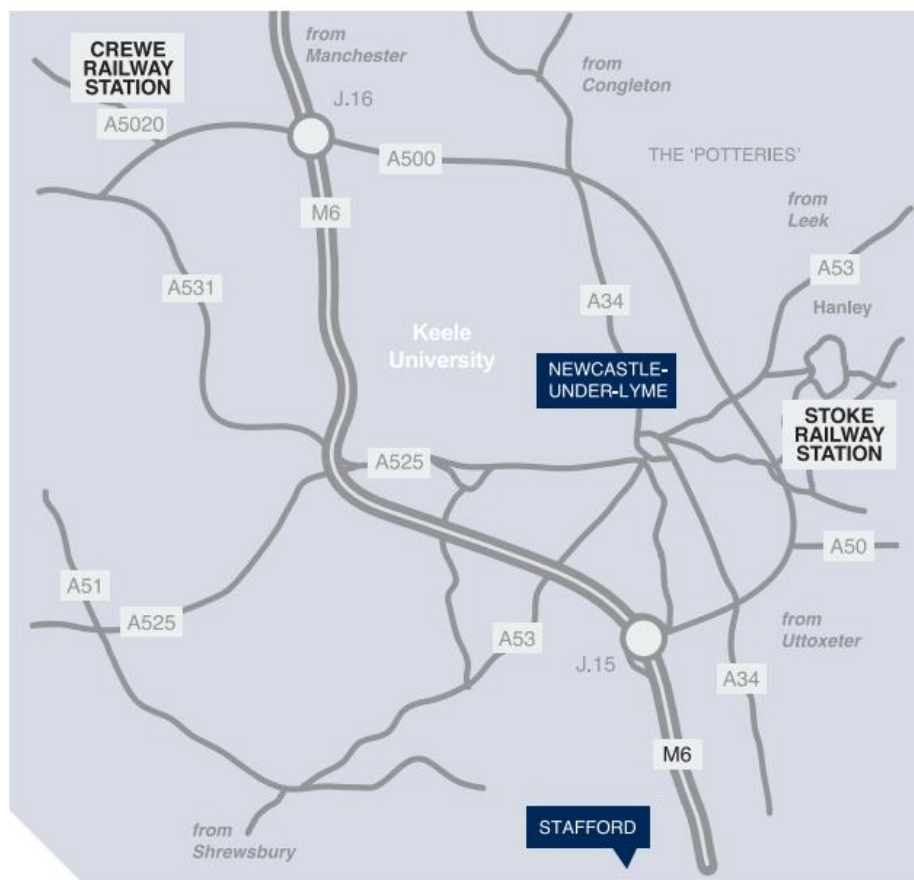 from
Manchester
CREWE
RAILWAY
STATION
from
Congleton
J.16
A5020
A500
THE 'POTTERIES'
from
Leek
M6
A53
A531
A34
Hanley
Keele
University
NEWCASTLE-
UNDER-LYME
STOKE
RAILWAY
STATION
A525
A50
A51
A525
A53
from
Uttoxeter
J.15
A34
M6
STAFFORD
from
Shrewsbury